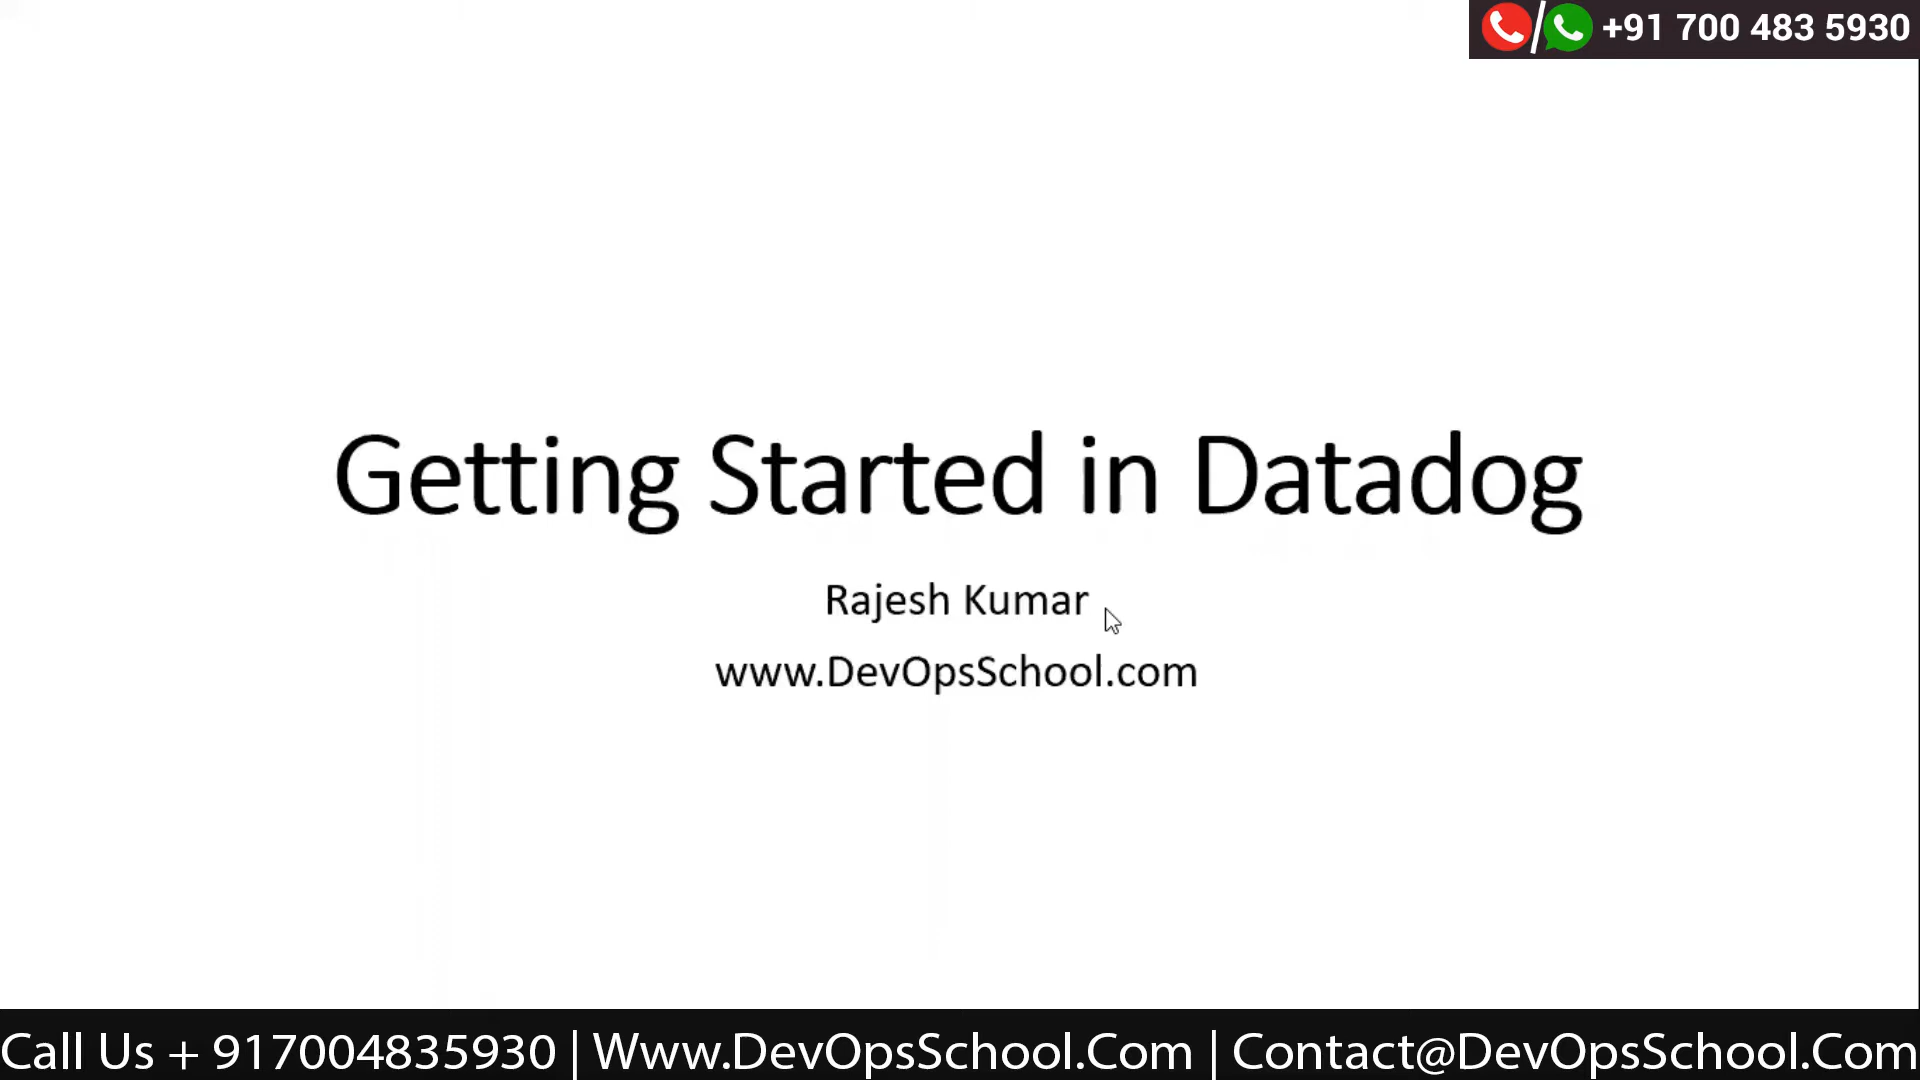 +91 700 483 5930
Getting Started in Datadog
Rajesh Kumar
www.DevOpsSchool.com
Call Us + 917004835930 | Www.DevOpsSchool.Com | Contact@DevOpsSchool.Com